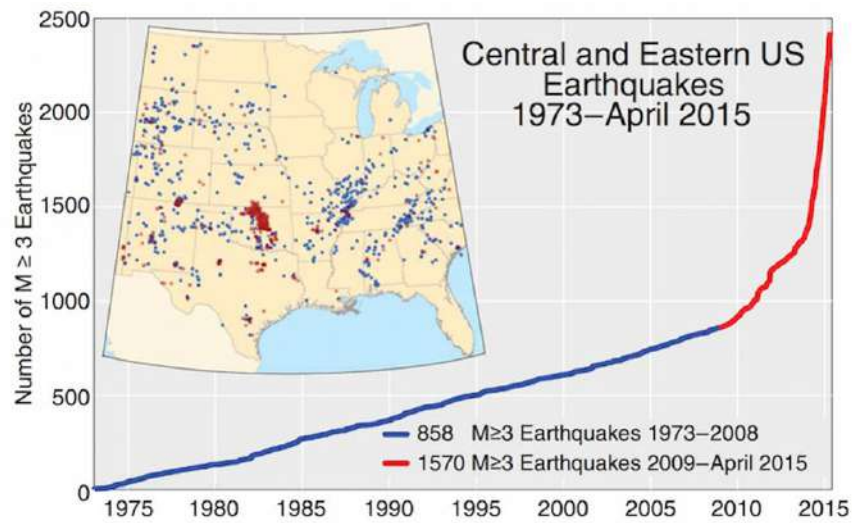 Central and Eastern US
Earthquakes
1973–April 2015
Number of M ≥ 3 Earthquakes
2500
2000
1500
1000
500
0
858 M≥3 Earthquakes 1973–2008
1570 M≥3 Earthquakes 2009–April 2015
1975 1980 1985 1990 1995 2000 2005 2010 2015